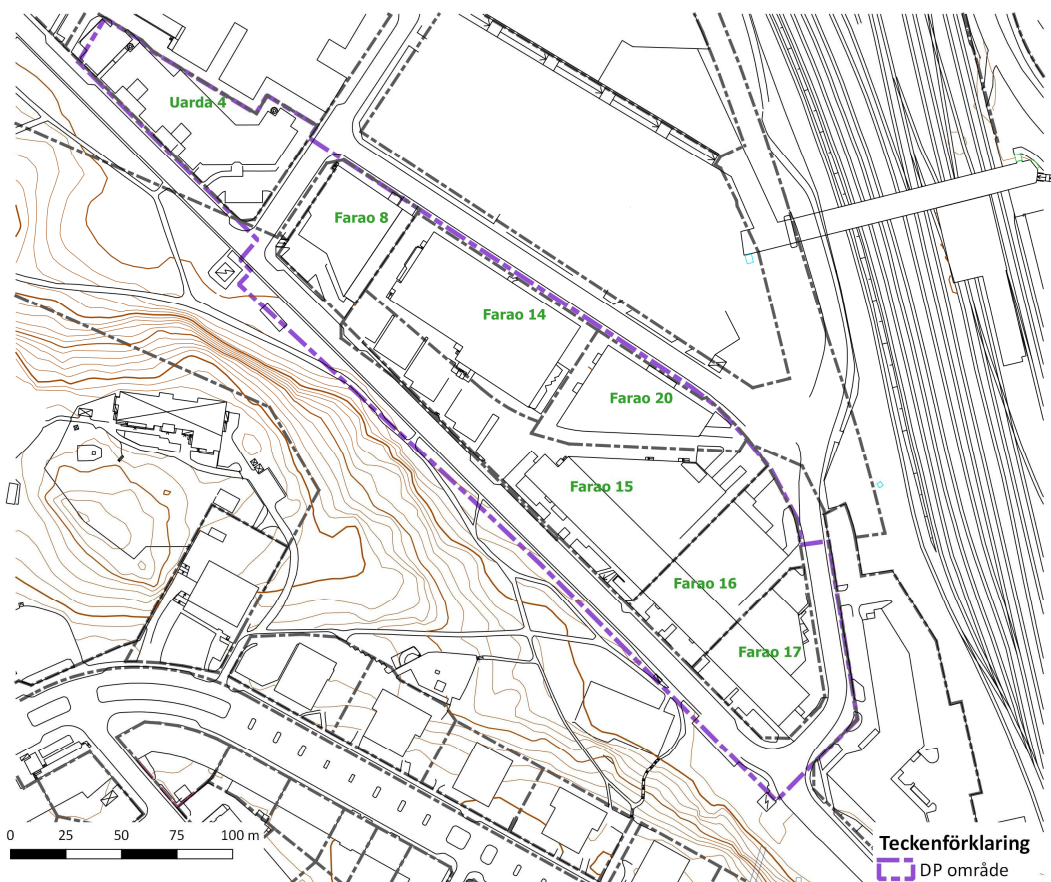 Uarda 4
Farao 8
Farao 14
Farao 20
Farao 15
Farao 16
Farao 17
0 25 50 75 100 m
Teckenförklaring
DP område